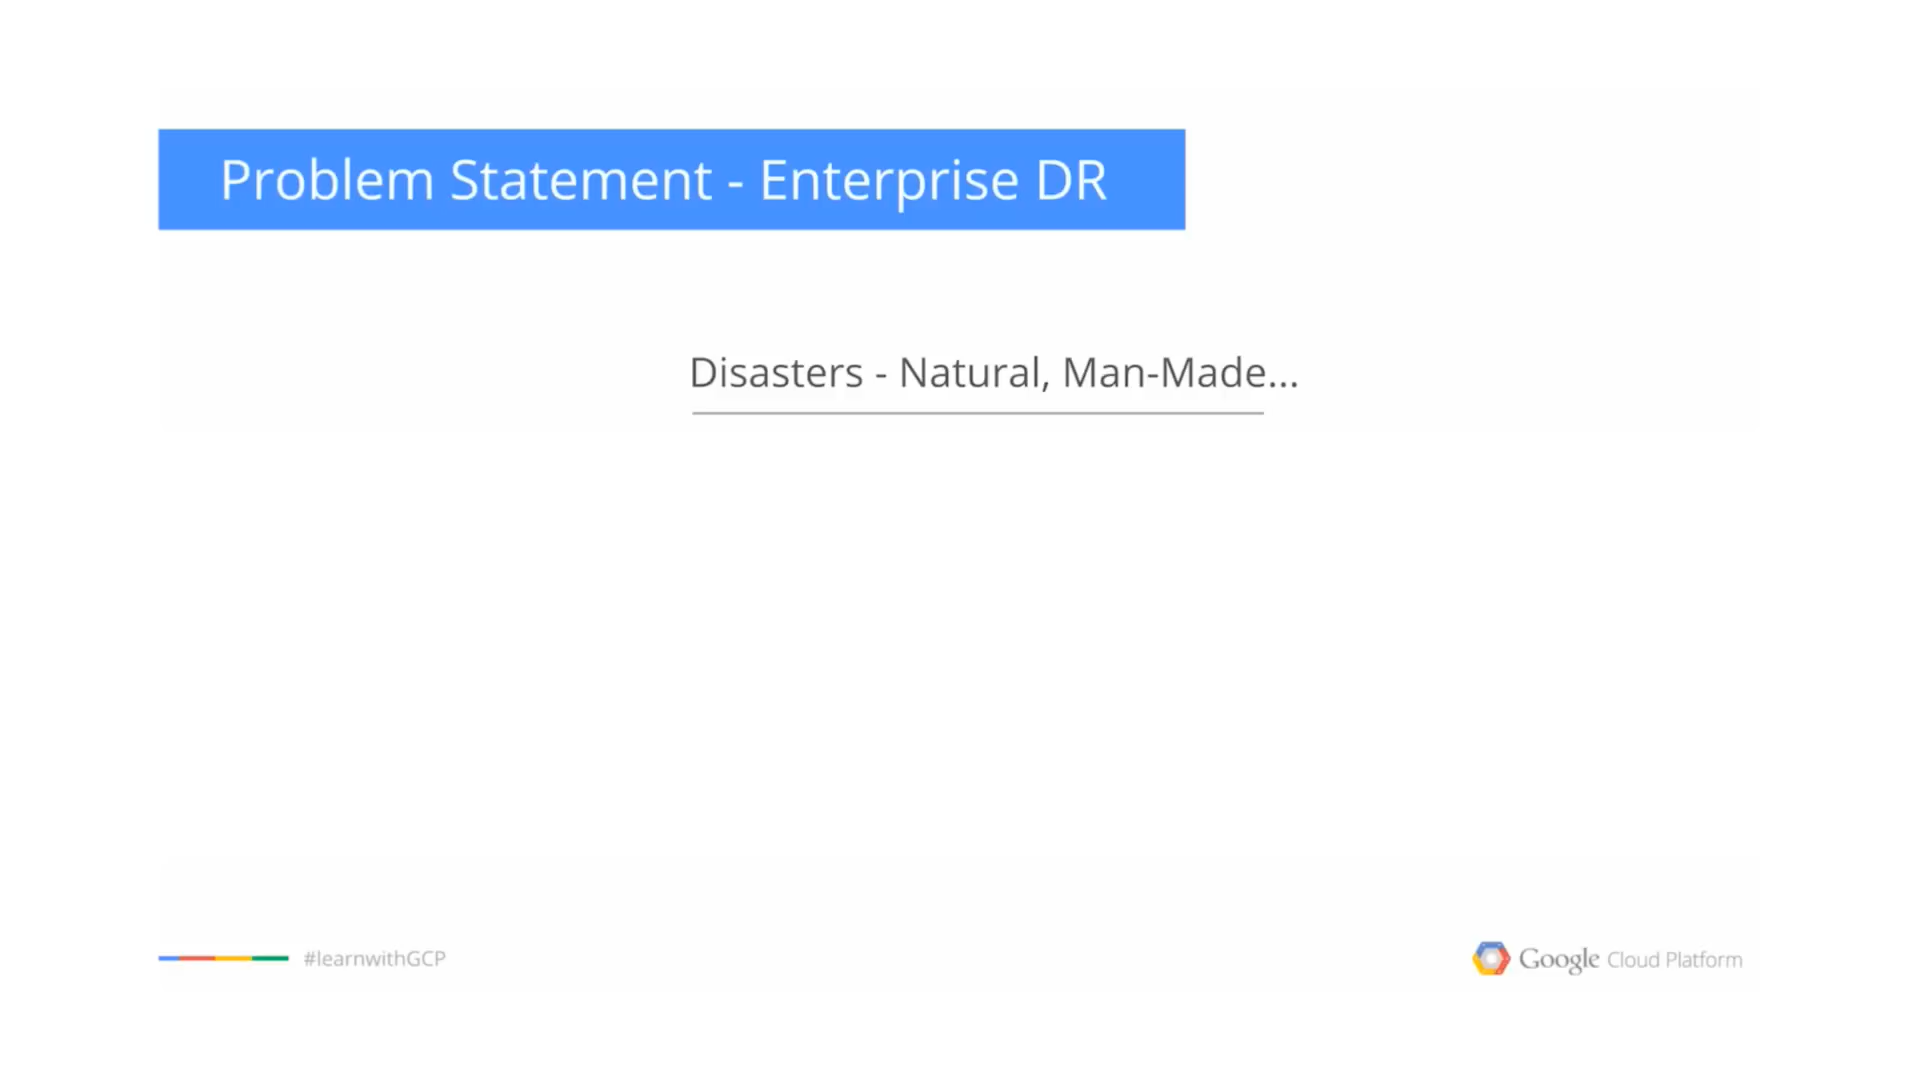 Problem Statement - Enterprise DR
Disasters - Natural, Man-Made...
#learnwithGCP
Google Cloud Platform